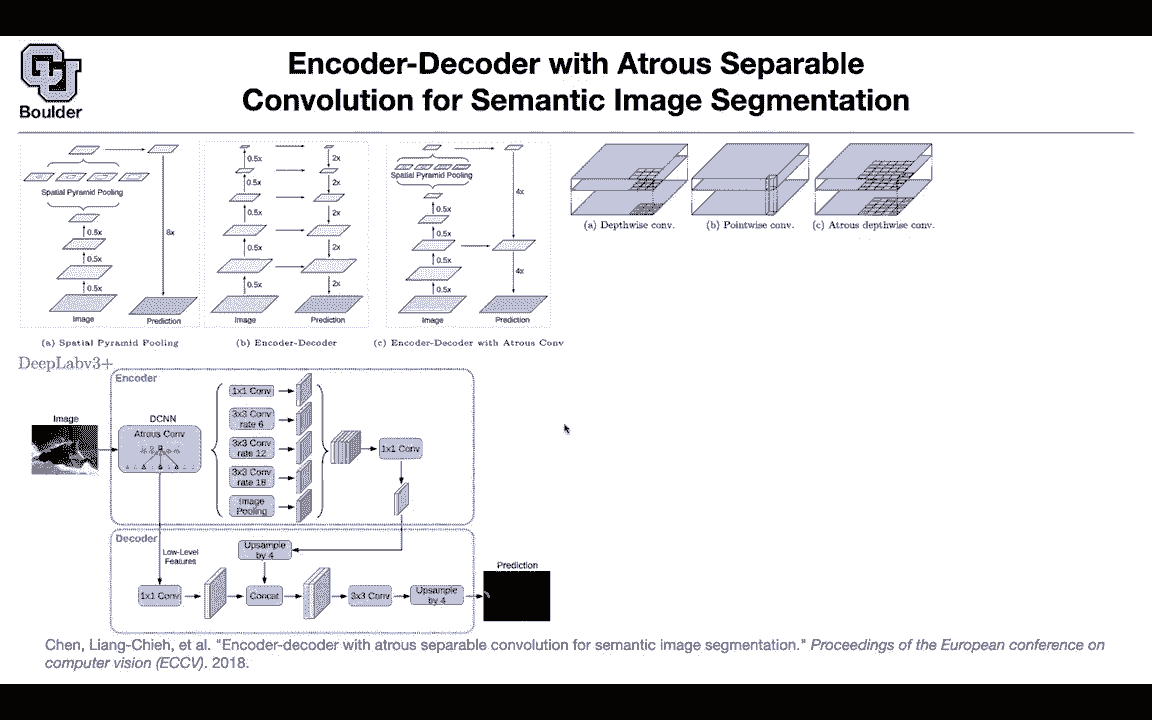 Boulder
Encoder-Decoder with Atrous Separable
Convolution for Semantic Image Segmentation
Spatial Pyramid Pooling
0.5x
0.5x
0.5x
8x
Image
Prediction
(a) Spatial Pyramid Pooling
0.5x
0.5x
0.5x
0.5x
0.5x
2x
2x
2x
2x
2x
Image
Prediction
(b) Encoder-Decoder
Spatial Pyramid Pooling
0.5x
0.5x
0.5x
0.5x
4x
4x
Image
Prediction
(c) Encoder-Decoder with Atrous Conv
(a) Depthwise conv.
(b) Pointwise conv.
(c) Atrous depthwise conv.
DeepLabv3+
Encoder
Image
DCNN
Atrous Conv
1x1 Conv
3x3 Conv
rate 6
3x3 Conv
rate 12
3x3 Conv
rate 18
Image
Pooling
1x1 Conv
Decoder
Low-Level
Features
Upsample
by 4
1x1 Conv
Concat
3x3 Conv
Upsample
by 4
Prediction
Chen, Liang-Chieh, et al. "Encoder-decoder with atrous separable convolution for semantic image segmentation." Proceedings of the European conference on
computer vision (ECCV). 2018.